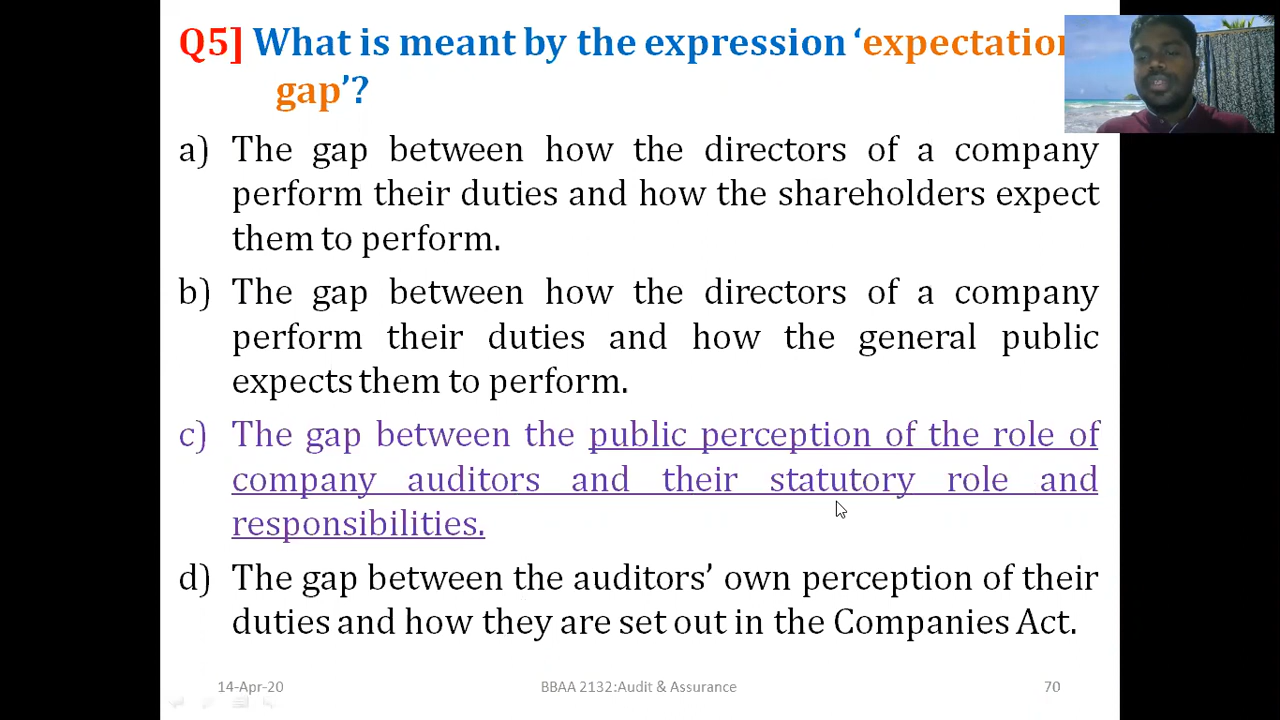 Q5] What is meant by the expression ‘expectation
gap’?
a) The gap between how the directors of a company
perform their duties and how the shareholders expect
them to perform.
b) The gap between how the directors of a company
perform their duties and how the general public
expects them to perform.
c) The gap between the public perception of the role of
company auditors and their statutory role and
responsibilities.
d) The gap between the auditors’ own perception of their
duties and how they are set out in the Companies Act.
14-Apr-20 BBAA 2132:Audit & Assurance 70